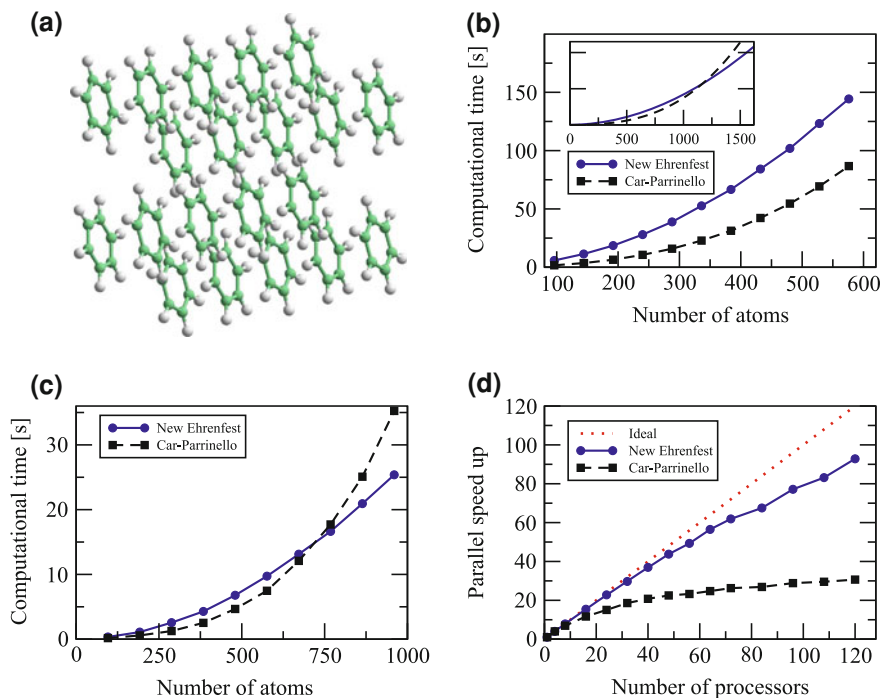 (a)
(b)
Computational time [s]
150
100
50
0
0 500 1000 1500
New Ehrenfest
Car-Parrinello
100 200 300 400 500 600
Number of atoms
(c)
Computational time [s]
30
20
10
0
New Ehrenfest
Car-Parrinello
0 250 500 750 1000
Number of atoms
(d)
Parallel speed up
120
100
80
60
40
20
0
Ideal
New Ehrenfest
Car-Parrinello
0 20 40 60 80 100 120
Number of processors